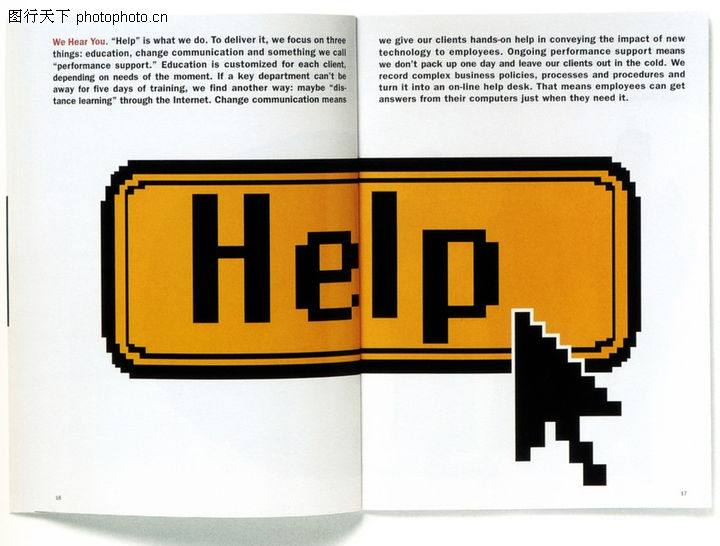 图行天下 photophoto.cn
We Hear You. “Help” is what we do. To deliver it, we focus on three
things: education, change communication and something we call
“performance support.” Education is customized for each client,
depending on needs of the moment. If a key department can’t be
away for five days of training, we find another way: maybe “dis-
tance learning” through the Internet. Change communication means
we give our clients hands-on help in conveying the impact of new
technology to employees. Ongoing performance support means
we don’t pack up one day and leave our clients out in the cold. We
record complex business policies, processes and procedures and
turn it into an on-line help desk. That means employees can get
answers from their computers just when they need it.
Help
16
17